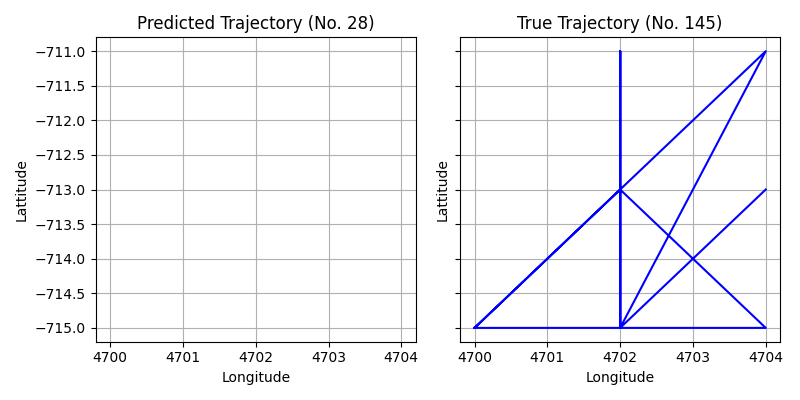 Predicted Trajectory (No. 28)
−711.0
−711.5
−712.0
−712.5
−713.0
−713.5
−714.0
−714.5
−715.0
Lattitude
4700 4701 4702 4703 4704
Longitude
True Trajectory (No. 145)
Lattitude
4700 4701 4702 4703 4704
Longitude